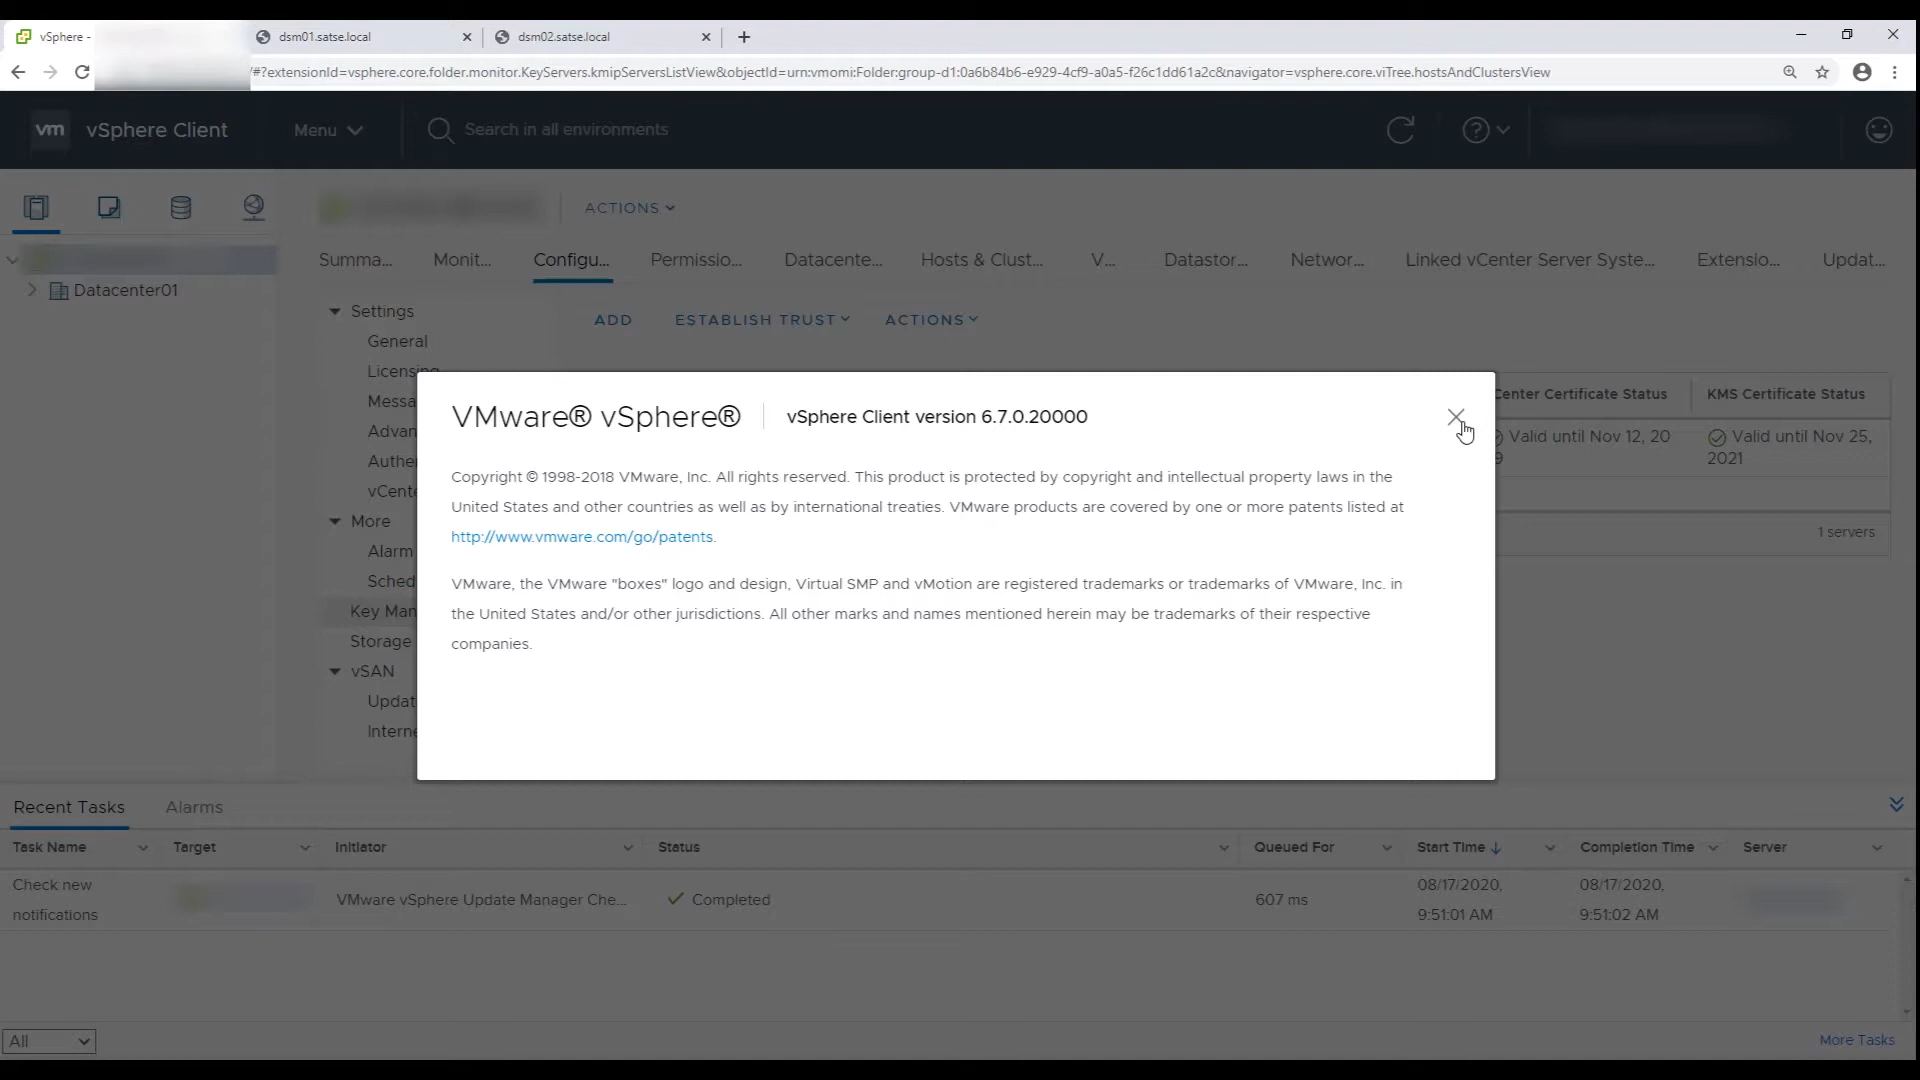 vSphere -
dsm01.satse.local
dsm02.satse.local
/#?extensionId=vsphere.core.folder.monitor.KeyServers.kmipServersListView&objectId=urn:vmomi:Folder:group-d1:0a6b84b6-e929-4cf9-a0a5-f26c1dd61a2c&navigator=vsphere.core.viTree.hostsAndClustersView
vm vSphere Client
Menu
Search in all environments
ACTIONS
Summa... Monit... Configu... Permissio... Datacente... Hosts & Clust... V... Datastor... Networ... Linked vCenter Server Syste... Extensio... Updat...
Datacenter01
Settings
General
Licensing
Messa
Advan
Authe
vCente
More
Alarm
Sched
Key Man
Storage
vSAN
Updat
Interne
ADD ESTABLISH TRUST ACTIONS
Center Certificate Status
KMS Certificate Status
Valid until Nov 12, 20
9
Valid until Nov 25,
2021
1 servers
VMware® vSphere®
vSphere Client version 6.7.0.20000
Copyright © 1998-2018 VMware, Inc. All rights reserved. This product is protected by copyright and intellectual property laws in the
United States and other countries as well as by international treaties. VMware products are covered by one or more patents listed at
http://www.vmware.com/go/patents.
VMware, the VMware "boxes" logo and design, Virtual SMP and vMotion are registered trademarks or trademarks of VMware, Inc. in
the United States and/or other jurisdictions. All other marks and names mentioned herein may be trademarks of their respective
companies.
Recent Tasks Alarms
Task Name Target Initiator Status Queued For Start Time Completion Time Server
Check new
notifications
VMware vSphere Update Manager Che...
Completed
607 ms
08/17/2020,
9:51:01 AM
08/17/2020,
9:51:02 AM
All
More Tasks